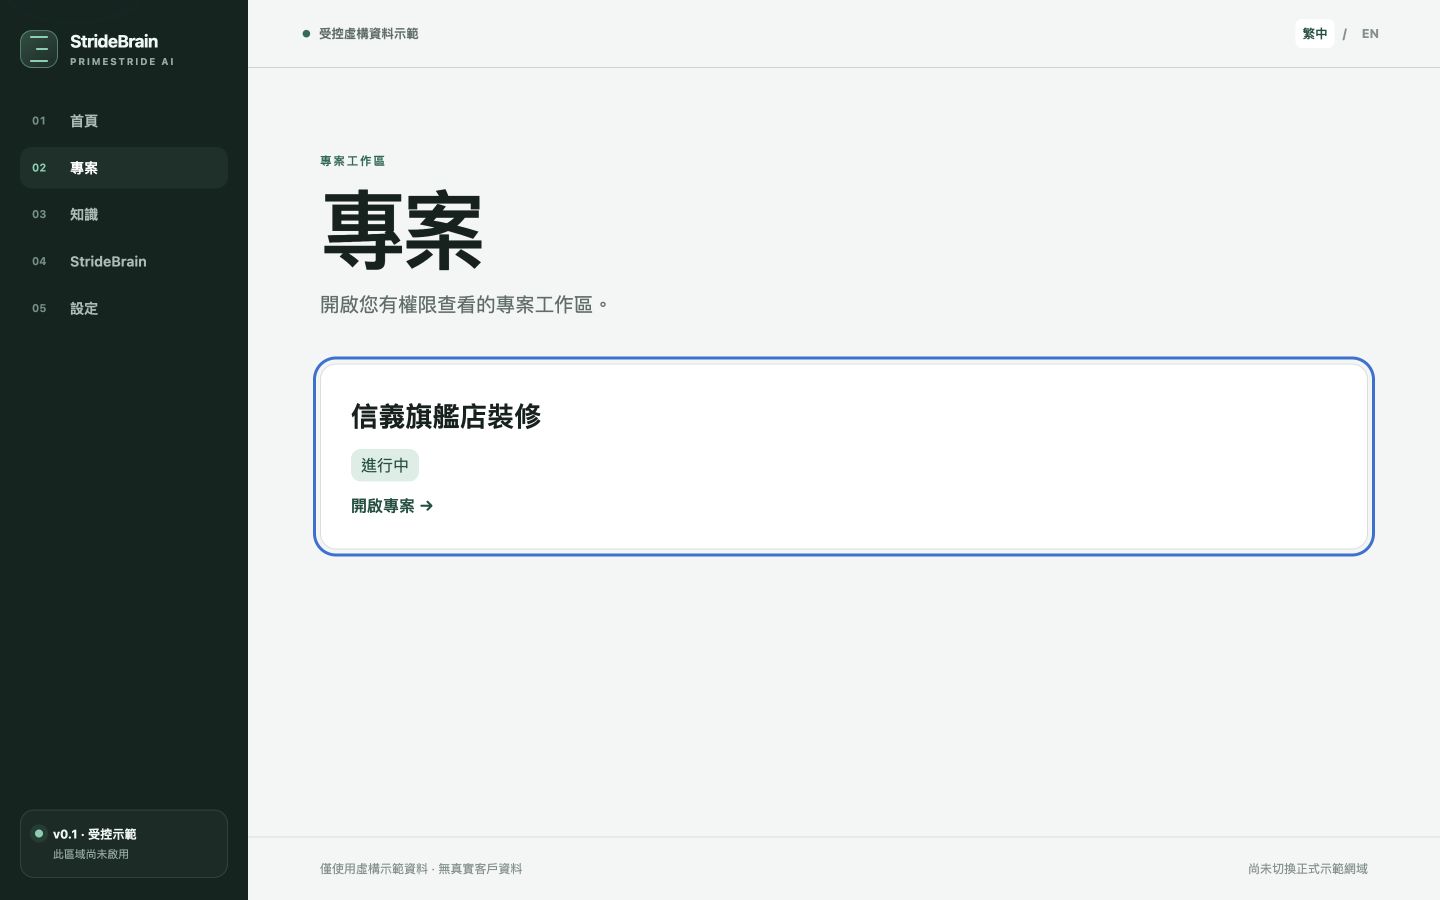 StrideBrain
PRIMESTRIDE AI
01 首頁
02 專案
03 知識
04 StrideBrain
05 設定
v0.1 · 受控示範
此區域尚未啟用
受控虛構資料示範
繁中 / EN
專案工作區
專案
開啟您有權限查看的專案工作區。
信義旗艦店裝修
進行中
開啟專案 →
僅使用虛構示範資料 · 無真實客戶資料
尚未切換正式示範網域